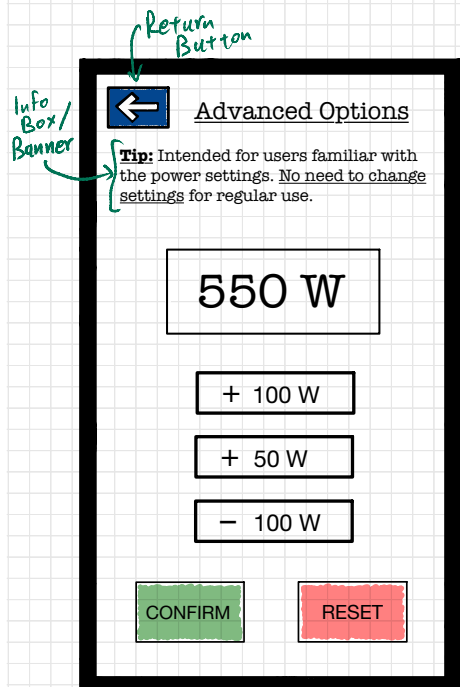 Return
Button
Info
Box/
Banner
Advanced Options
Tip: Intended for users familiar with
the power settings. No need to change
settings for regular use.
550 W
+ 100 W
+ 50 W
− 100 W
CONFIRM
RESET